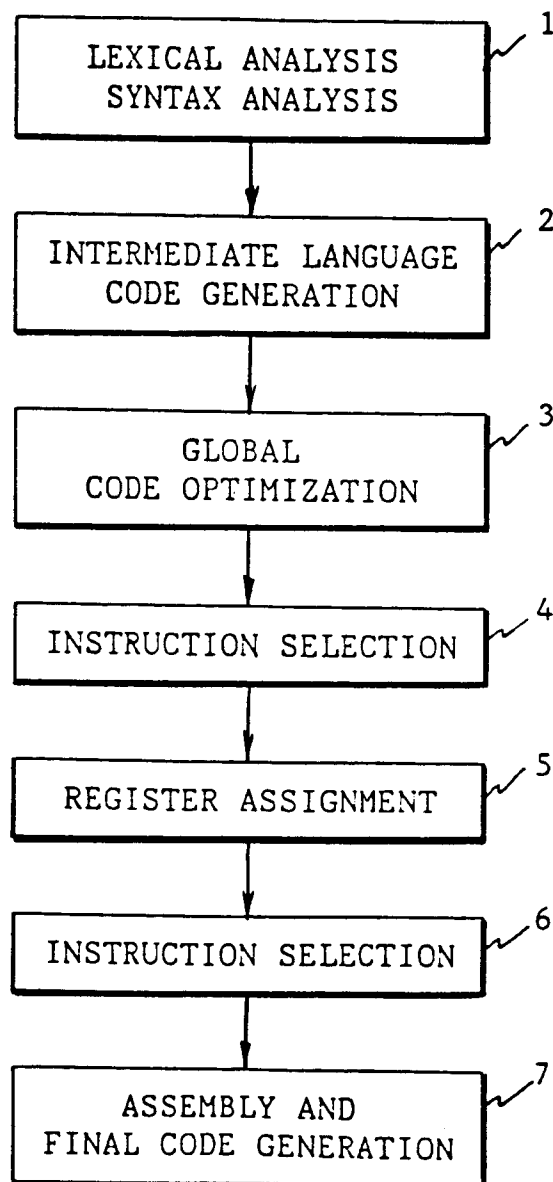 1
LEXICAL ANALYSIS
SYNTAX ANALYSIS
2
INTERMEDIATE LANGUAGE
CODE GENERATION
3
GLOBAL
CODE OPTIMIZATION
4
INSTRUCTION SELECTION
5
REGISTER ASSIGNMENT
6
INSTRUCTION SELECTION
7
ASSEMBLY AND
FINAL CODE GENERATION